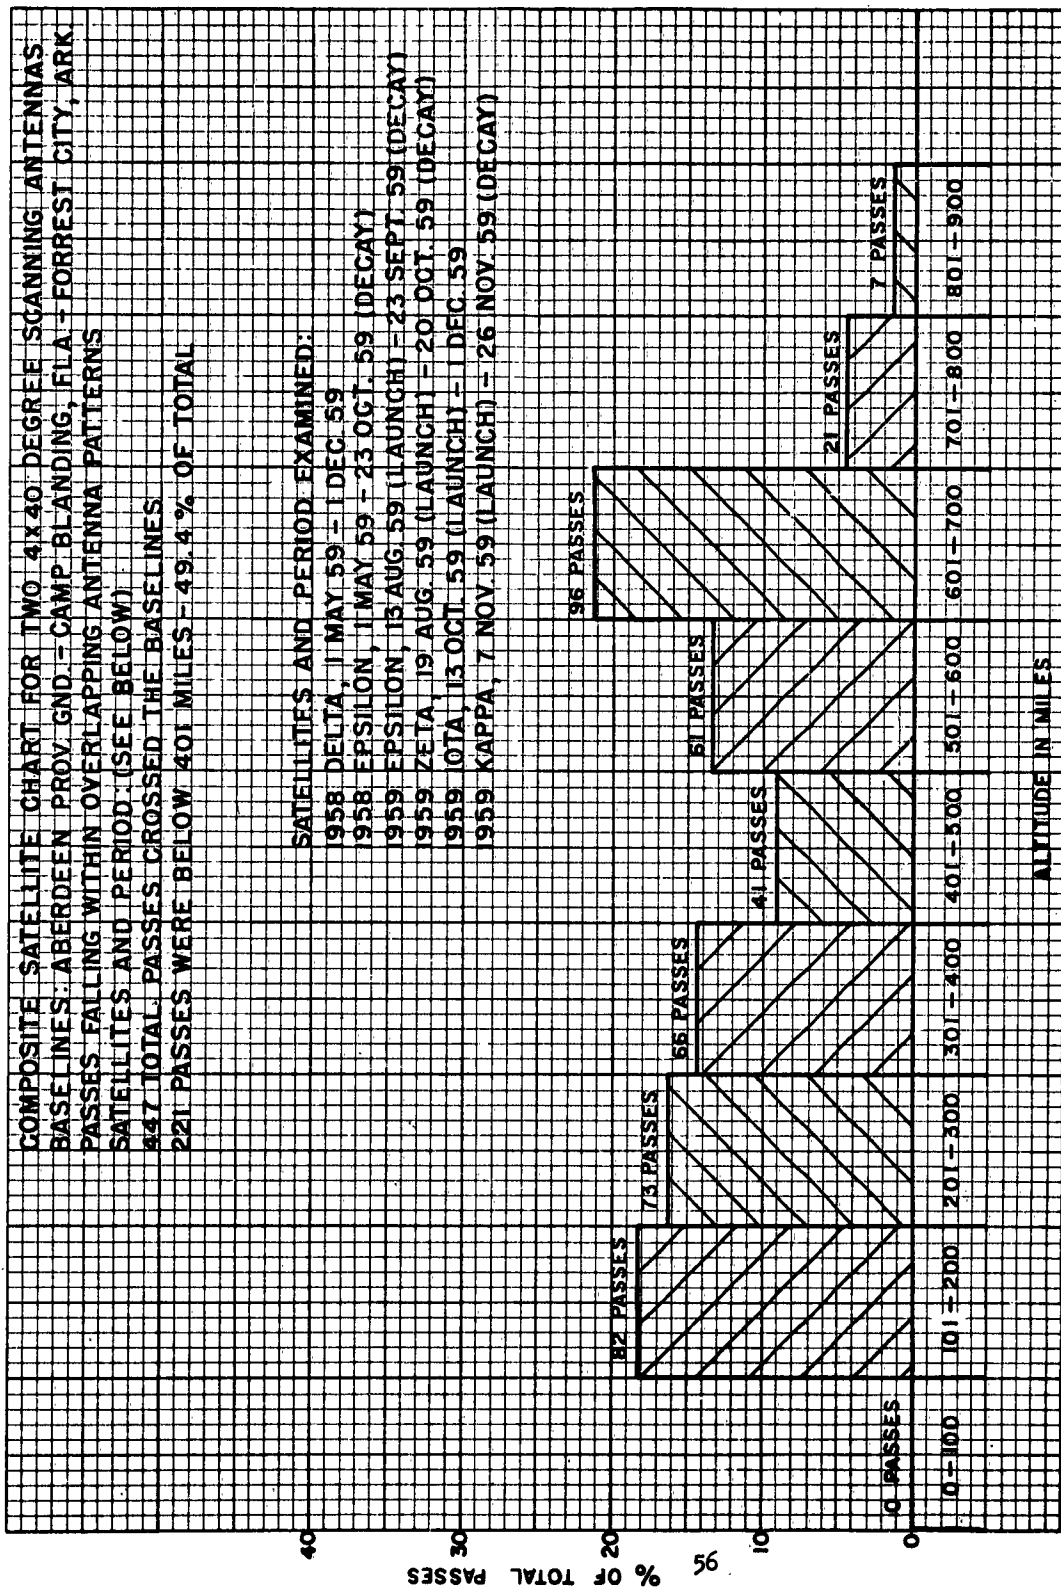 COMPOSITE SATELLITE CHART FOR TWO 4x40 DEGREE SCANNING ANTENNAS
BASELINES: ABERDEEN PROV. GND. - CAMP BLANDING, FLA - FORREST CITY, ARK.
PASSES FALLING WITHIN OVERLAPPING ANTENNA PATTERNS
SATELLITES AND PERIOD: (SEE BELOW)
447 TOTAL PASSES CROSSED THE BASELINES
221 PASSES WERE BELOW 401 MILES - 49.4 % OF TOTAL
SATELLITES AND PERIOD EXAMINED:
1958 DELTA, 1 MAY 59 - 1 DEC. 59
1958 EPSILON, 1 MAY 59 - 23 OCT. 59 (DECAY)
1959 EPSILON, 13 AUG. 59 (LAUNCH) - 23 SEPT. 59 (DECAY)
1959 ZETA, 19 AUG. 59 (LAUNCH) - 20 OCT. 59 (DECAY)
1959 IOTA, 13 OCT. 59 (LAUNCH) - 1 DEC. 59
1959 KAPPA, 7 NOV. 59 (LAUNCH) - 26 NOV. 59 (DECAY)
% OF TOTAL PASSES
40
30
10
0
0 PASSES
82 PASSES
73 PASSES
66 PASSES
41 PASSES
61 PASSES
96 PASSES
21 PASSES
7 PASSES
0-100
101-200
201-300
301-400
401-500
501-600
601-700
701-800
801-900
ALTITUDE IN MILES
56